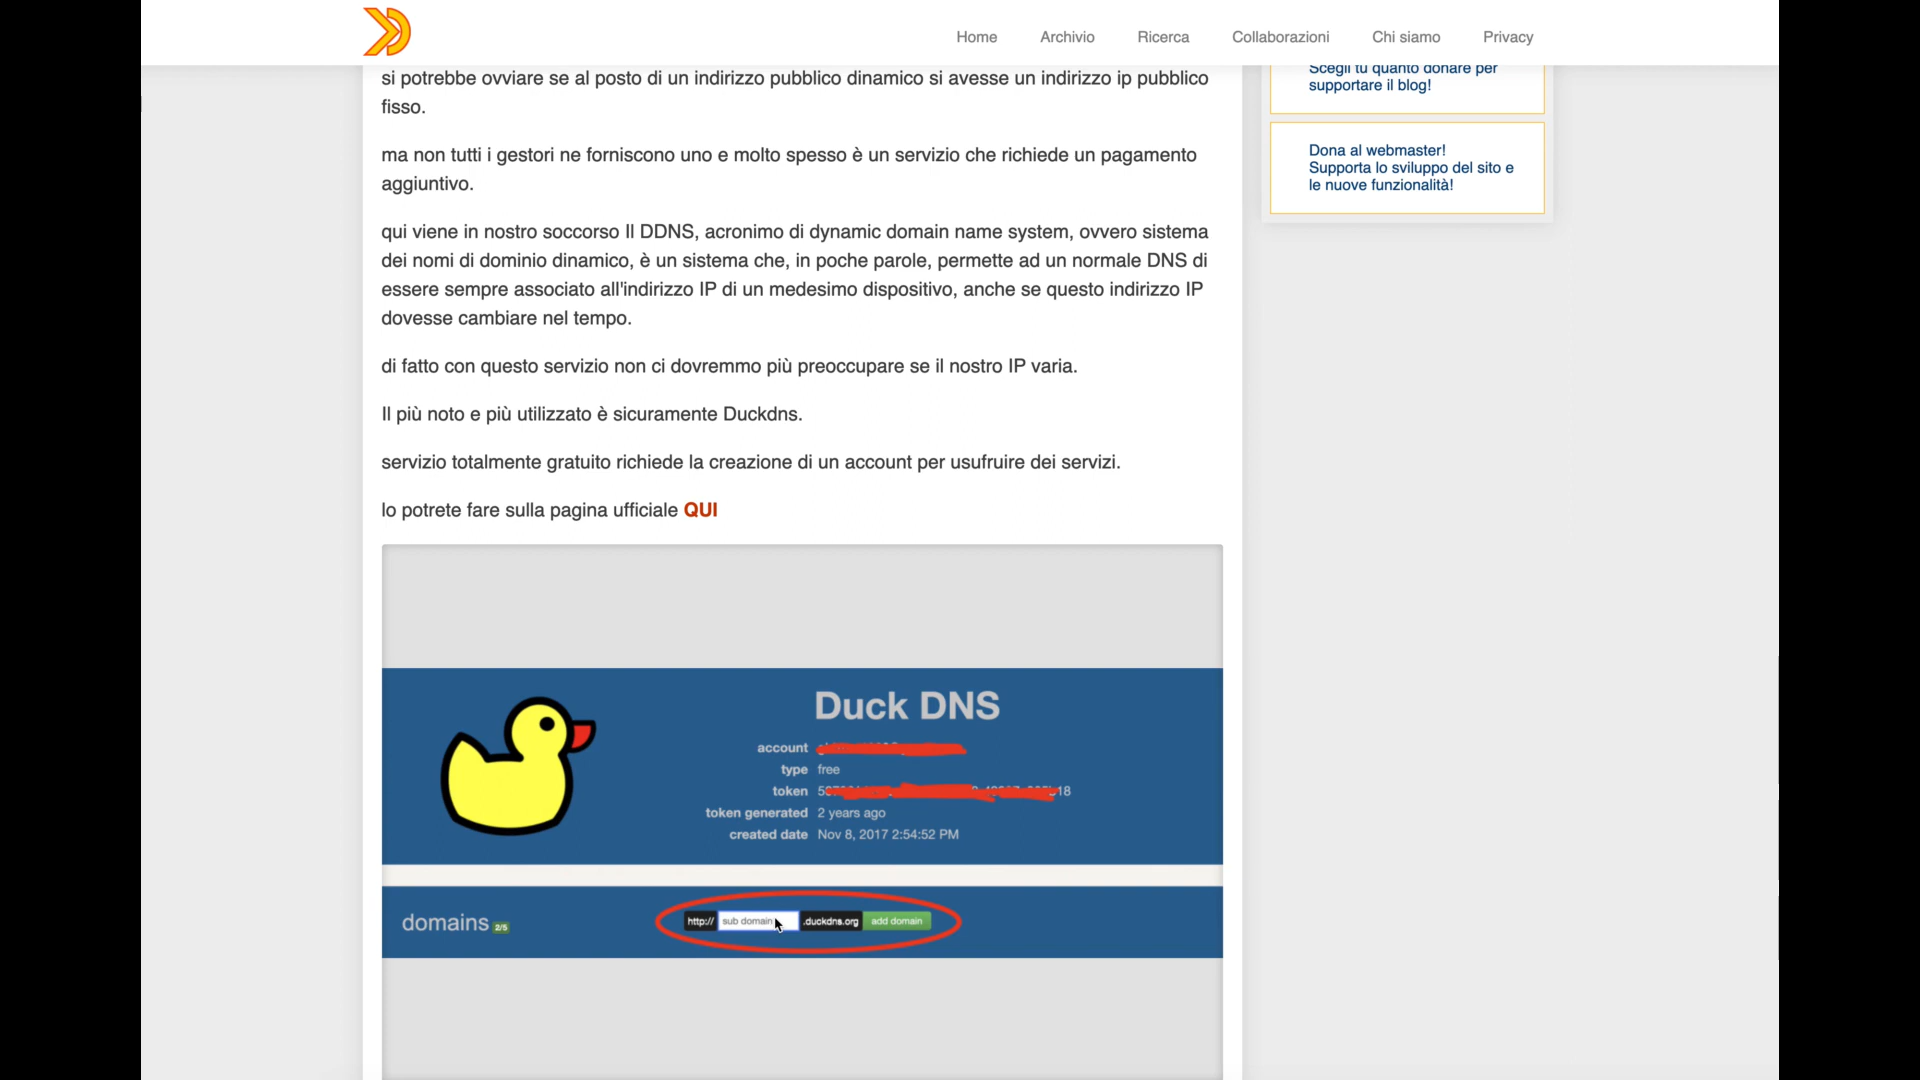 Home Archivio Ricerca Collaborazioni Chi siamo Privacy
si potrebbe ovviare se al posto di un indirizzo pubblico dinamico si avesse un indirizzo ip pubblico
fisso.
ma non tutti i gestori ne forniscono uno e molto spesso è un servizio che richiede un pagamento
aggiuntivo.
qui viene in nostro soccorso Il DDNS, acronimo di dynamic domain name system, ovvero sistema
dei nomi di dominio dinamico, è un sistema che, in poche parole, permette ad un normale DNS di
essere sempre associato all'indirizzo IP di un medesimo dispositivo, anche se questo indirizzo IP
dovesse cambiare nel tempo.
di fatto con questo servizio non ci dovremmo più preoccupare se il nostro IP varia.
Il più noto e più utilizzato è sicuramente Duckdns.
servizio totalmente gratuito richiede la creazione di un account per usufruire dei servizi.
lo potrete fare sulla pagina ufficiale QUI
Duck DNS
account
type free
token
token generated 2 years ago
created date Nov 8, 2017 2:54:52 PM
domains 2/5 http:// sub domain .duckdns.org add domain
Scegli tu quanto donare per
supportare il blog!
Dona al webmaster!
Supporta lo sviluppo del sito e
le nuove funzionalità!